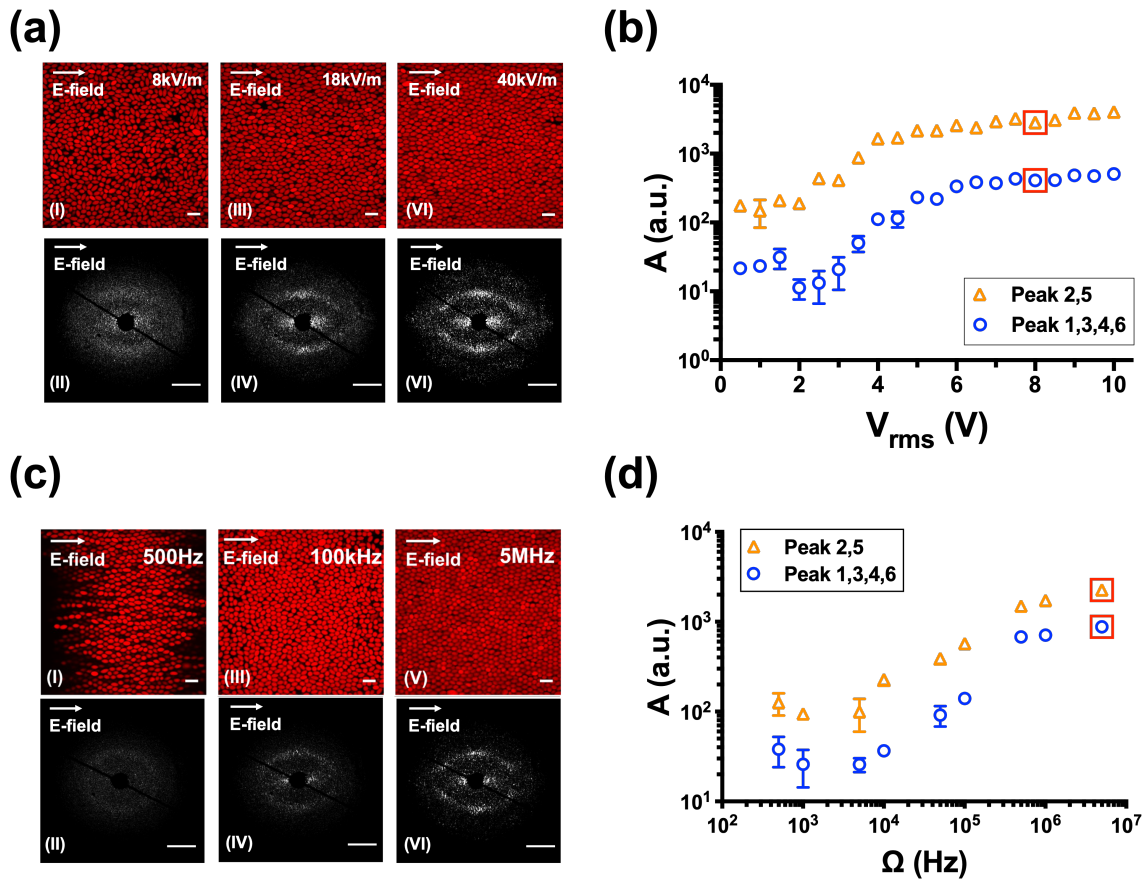 (a)
(b)
E-field
8kV/m
(I)
E-field
18kV/m
(III)
E-field
40kV/m
(VI)
E-field
(II)
E-field
(IV)
E-field
(VI)
10⁴
10³
10²
10¹
10⁰
A (a.u.)
Peak 2,5
Peak 1,3,4,6
0 2 4 6 8 10
Vrms (V)
(c)
(d)
E-field
500Hz
(I)
E-field
100kHz
(III)
E-field
5MHz
(V)
E-field
(II)
E-field
(IV)
E-field
(VI)
10⁴
10³
10²
10¹
A (a.u.)
Peak 2,5
Peak 1,3,4,6
10² 10³ 10⁴ 10⁵ 10⁶ 10⁷
Ω (Hz)